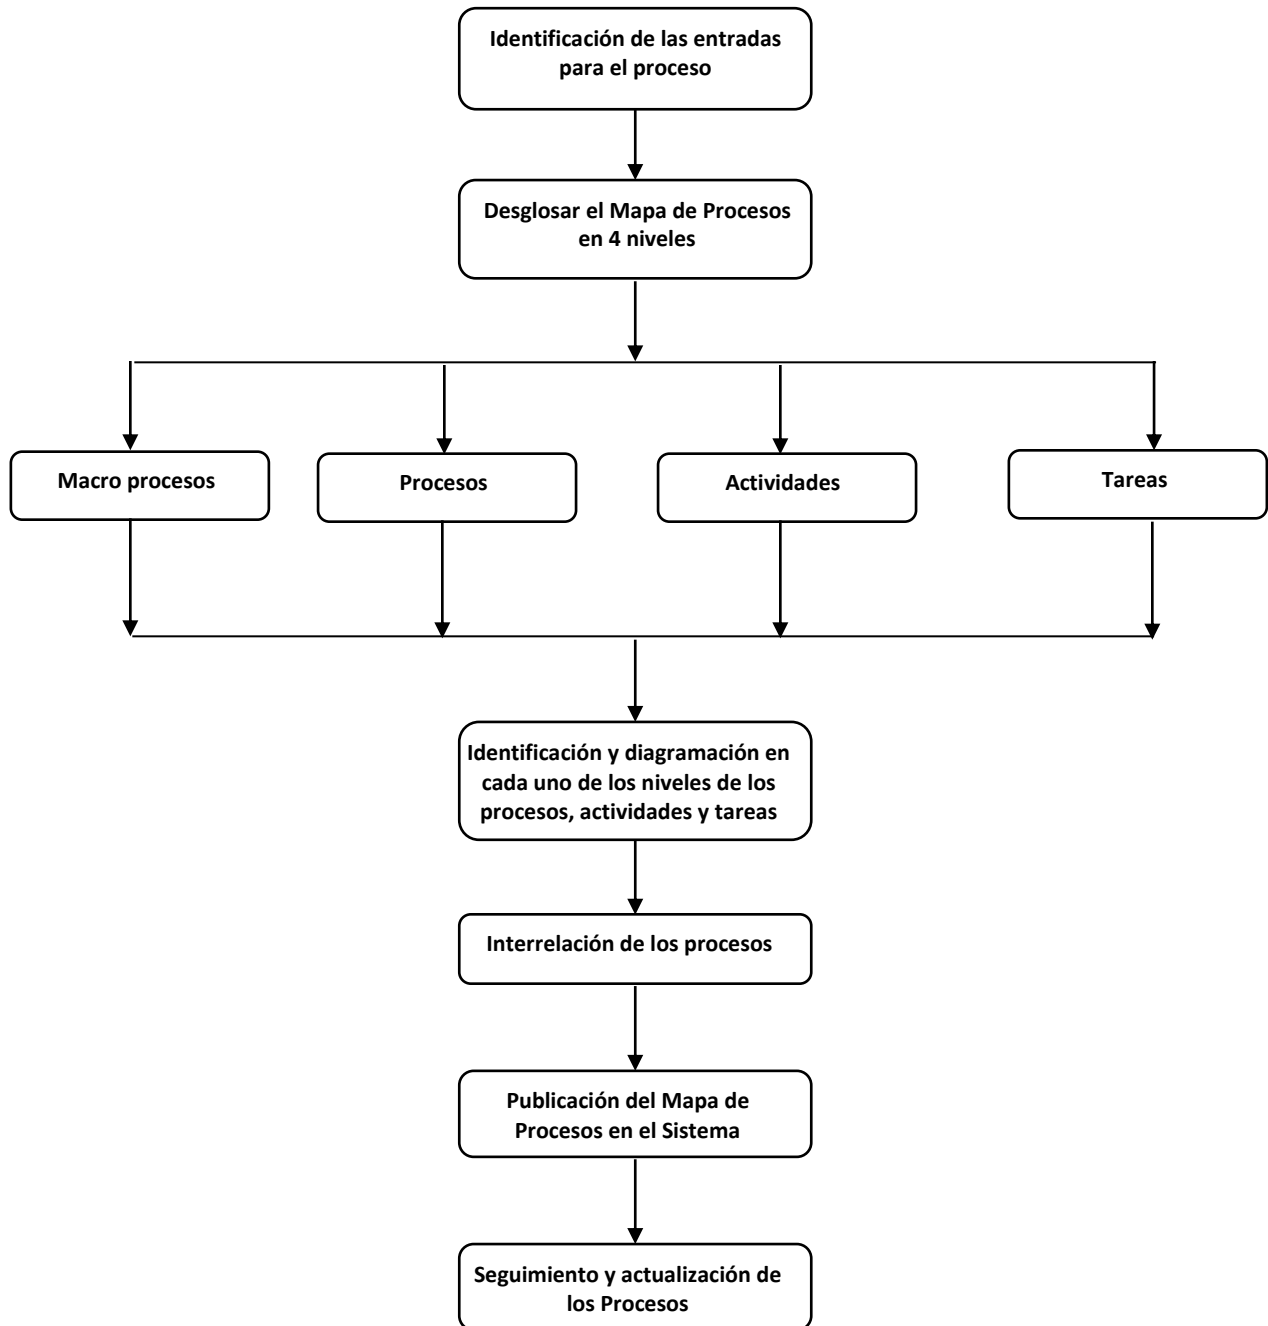 Identificación de las entradas
para el proceso
Desglosar el Mapa de Procesos
en 4 niveles
Macro procesos
Procesos
Actividades
Tareas
Identificación y diagramación en
cada uno de los niveles de los
procesos, actividades y tareas
Interrelación de los procesos
Publicación del Mapa de
Procesos en el Sistema
Seguimiento y actualización de
los Procesos